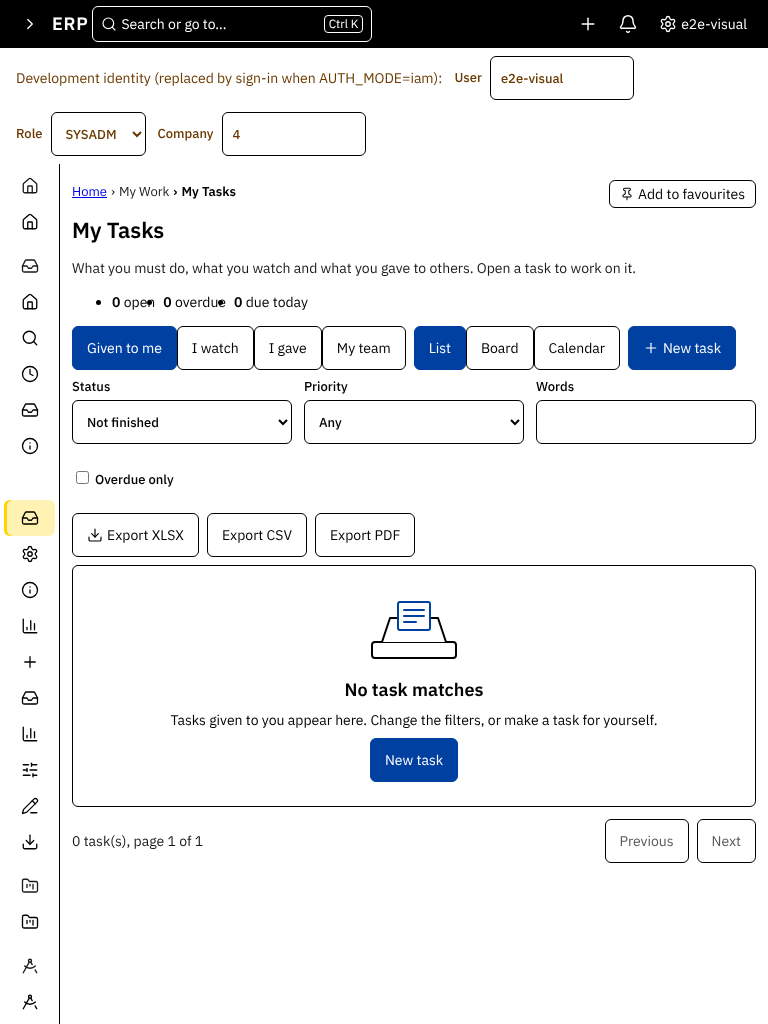 ERP Search or go to... Ctrl K e2e-visual
Development identity (replaced by sign-in when AUTH_MODE=iam): User e2e-visual
Role SYSADM Company 4
Home › My Work › My Tasks
Add to favourites
My Tasks
What you must do, what you watch and what you gave to others. Open a task to work on it.
0 open 0 overdue 0 due today
Given to me I watch I gave My team List Board Calendar New task
Status Priority Words
Not finished Any
Overdue only
Export XLSX Export CSV Export PDF
No task matches
Tasks given to you appear here. Change the filters, or make a task for yourself.
New task
0 task(s), page 1 of 1 Previous Next